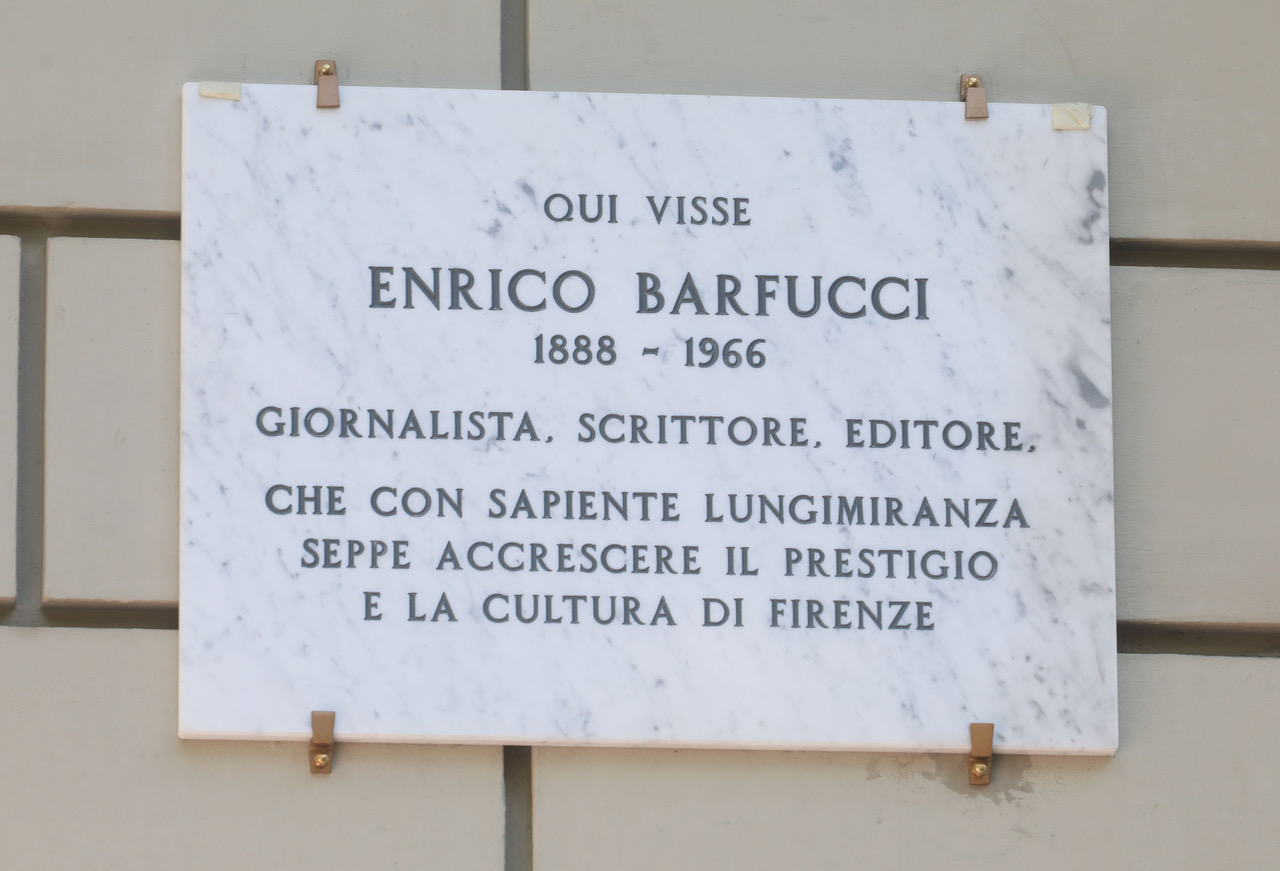 QUI VISSE
ENRICO BARFUCCI
1888 - 1966
GIORNALISTA, SCRITTORE, EDITORE,
CHE CON SAPIENTE LUNGIMIRANZA
SEPPE ACCRESCERE IL PRESTIGIO
E LA CULTURA DI FIRENZE